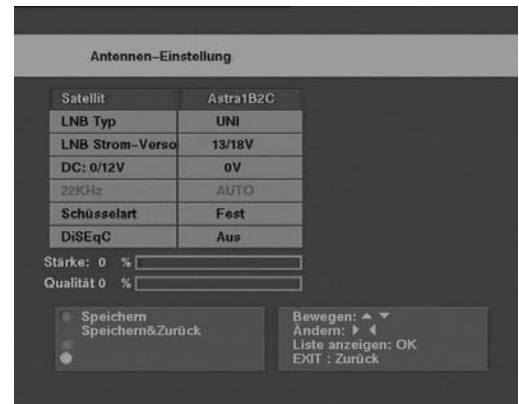 Antennen-Einstellung
Satellit Astra1B2C
LNB Typ UNI
LNB Strom-Verso 13/18V
DC: 0/12V 0V
22KHz AUTO
Schüsselart Fest
DiSEqC Aus
Stärke: 0 %
Qualität 0 %
Speichern
Speichern&Zurück
Bewegen: ▲ ▼
Ändern: ▶ ◀
Liste anzeigen: OK
EXIT : Zurück